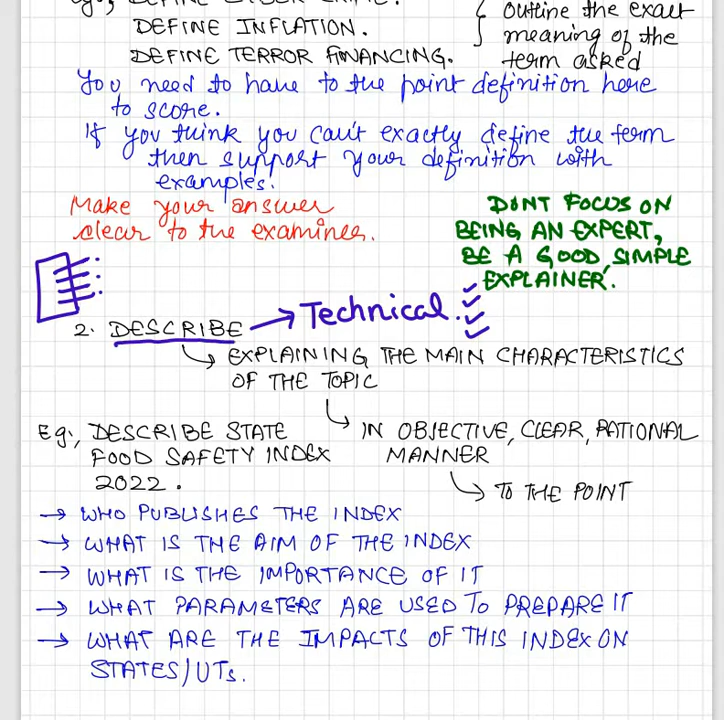 DEFINE INFLATION.
DEFINE TERROR FINANCING.
outline the exact
meaning of the
term asked
You need to have to the point definition here
to score.
If you think you can't exactly define the term
then support your definition with
examples.
Make your answer
clear to the examiner.
DONT FOCUS ON
BEING AN EXPERT,
BE A GOOD SIMPLE
EXPLAINER'.
2. DESCRIBE → Technical.
EXPLAINING THE MAIN CHARACTERISTICS
OF THE TOPIC
IN OBJECTIVE, CLEAR, RATIONAL
MANNER
TO THE POINT
Eg., DESCRIBE STATE
FOOD SAFETY INDEX
2022.
→ WHO PUBLISHES THE INDEX
→ WHAT IS THE AIM OF THE INDEX
→ WHAT IS THE IMPORTANCE OF IT
→ WHAT PARAMETERS ARE USED TO PREPARE IT
→ WHAT ARE THE IMPACTS OF THIS INDEX ON
STATES/UTs.